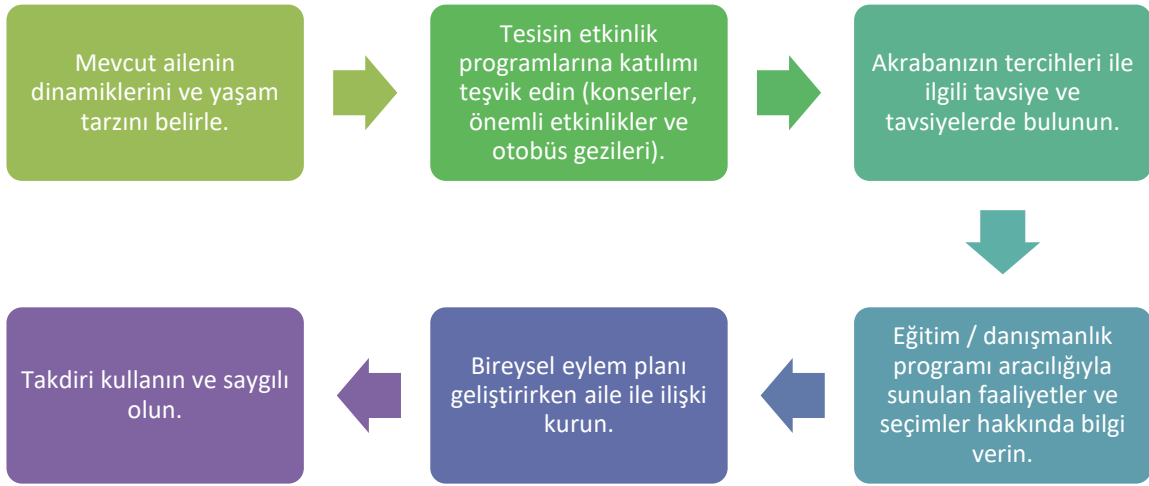 Mevcut ailenin
dinamiklerini ve yaşam
tarzını belirle.
Tesisin etkinlik
programlarına katılımı
teşvik edin (konserler,
önemli etkinlikler ve
otobüs gezileri).
Akrabanızın tercihleri ile
ilgili tavsiye ve
tavsiyelerde bulunun.
Eğitim / danışmanlık
programı aracılığıyla
sunulan faaliyetler ve
seçimler hakkında bilgi
verin.
Bireysel eylem planı
geliştirirken aile ile ilişki
kurun.
Takdiri kullanın ve saygılı
olun.